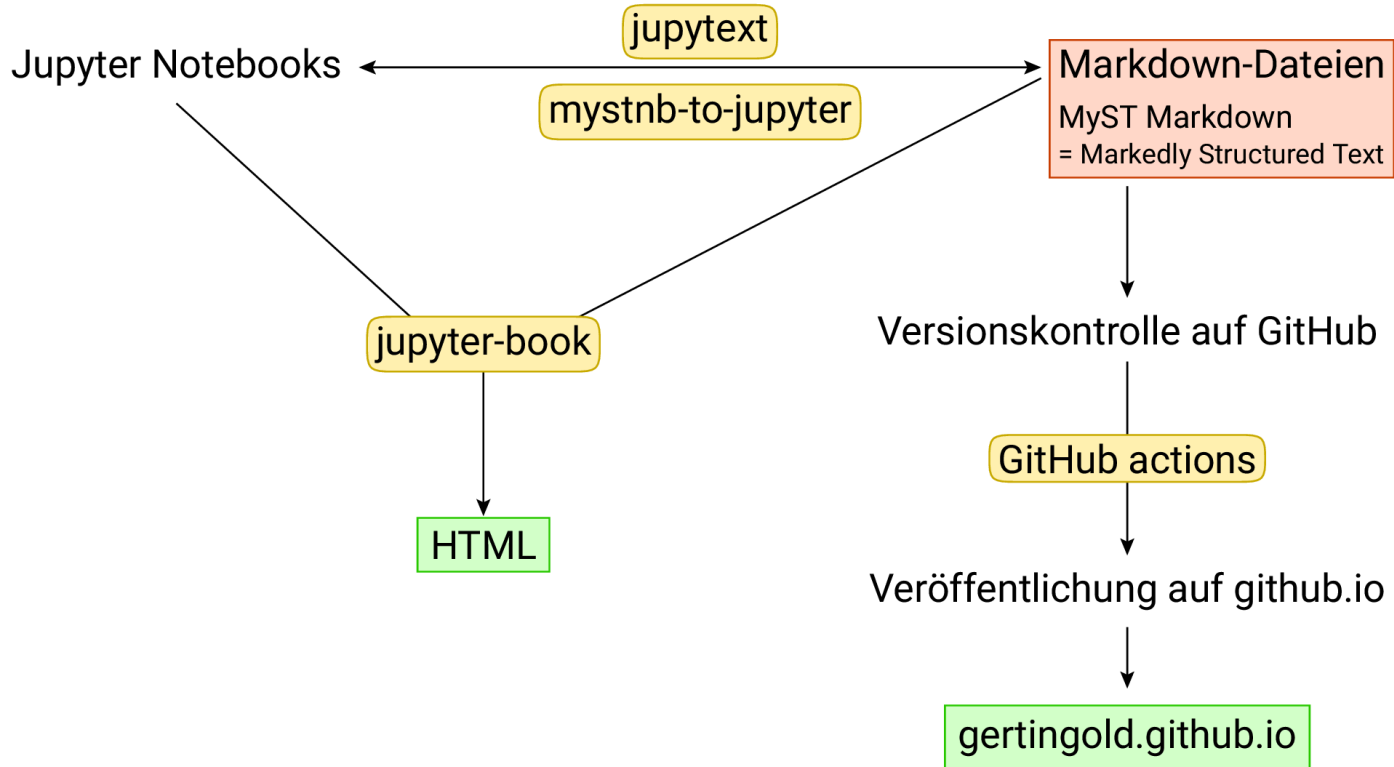 jupytext
Jupyter Notebooks
Markdown-Dateien
mystnb-to-jupyter
MyST Markdown
= Markedly Structured Text
Versionskontrolle auf GitHub
jupyter-book
GitHub actions
HTML
Veröffentlichung auf github.io
gertingold.github.io